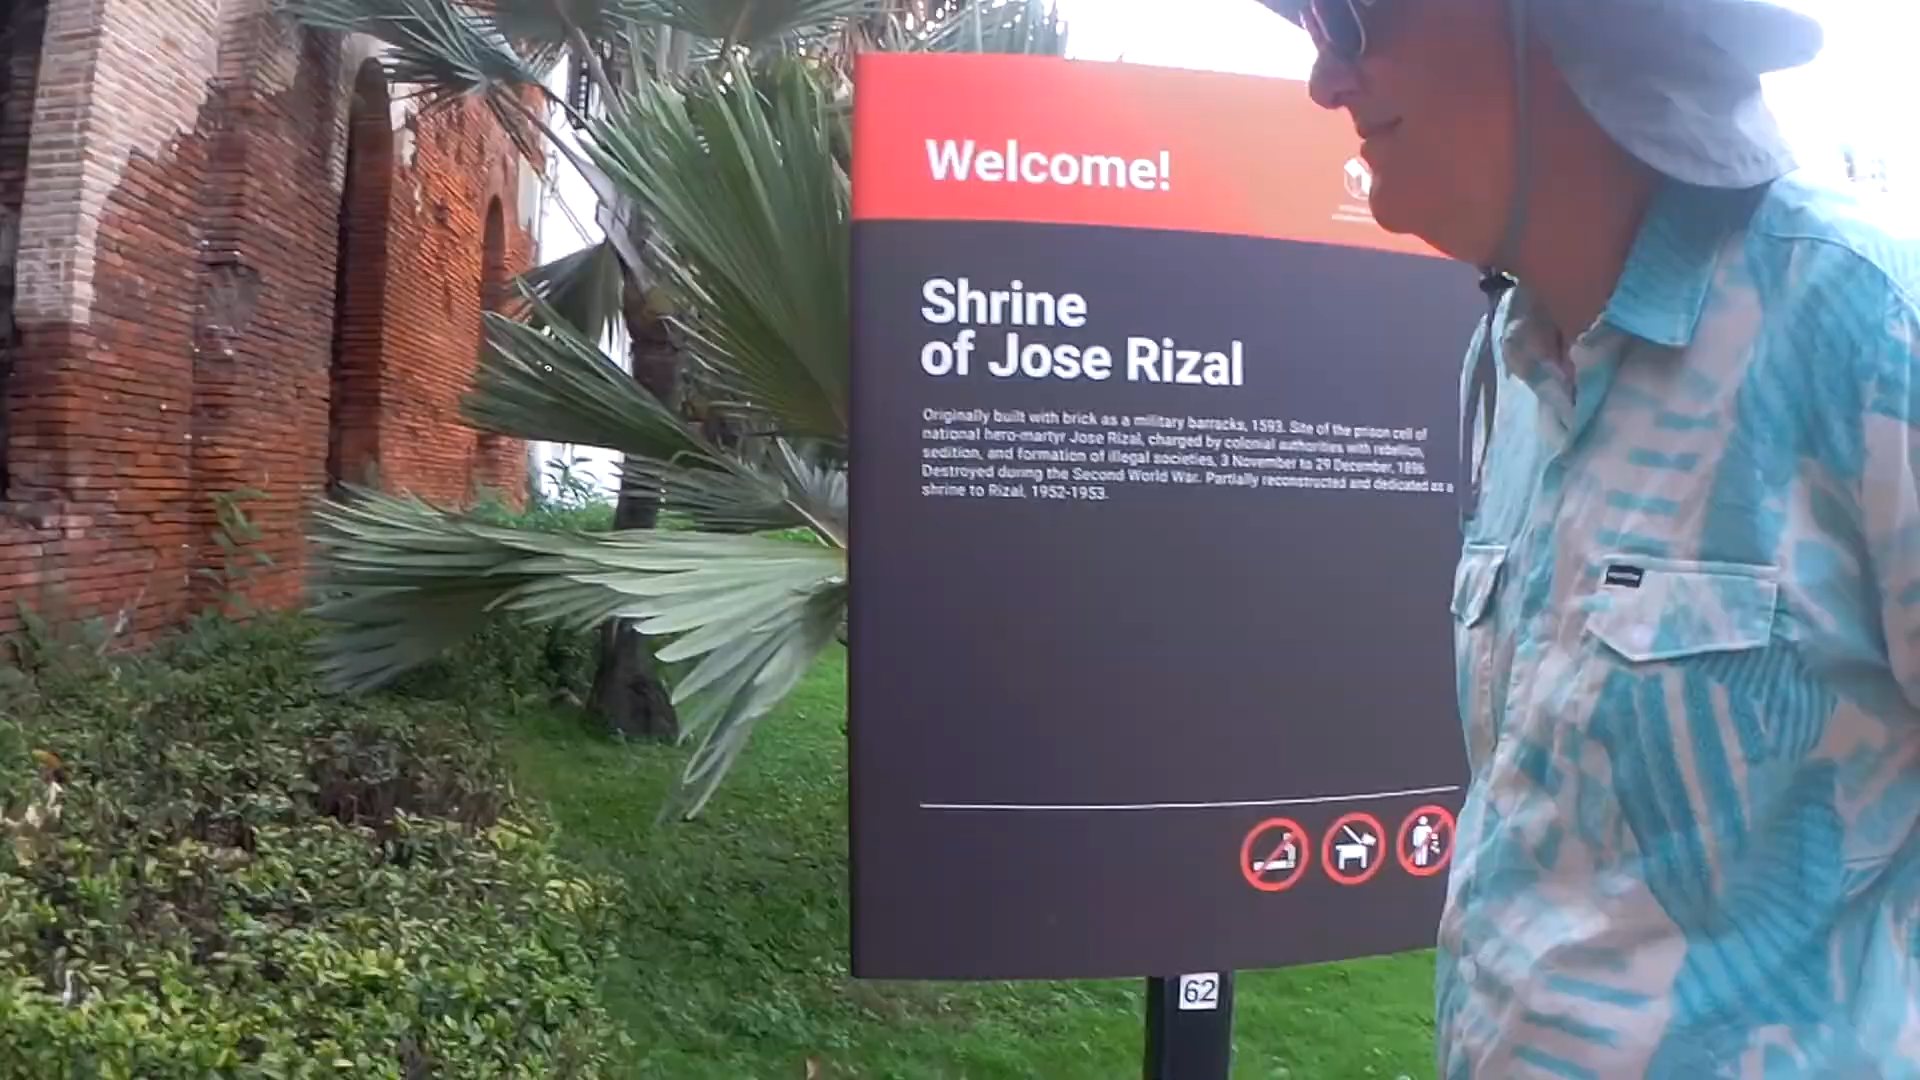 Welcome!
Shrine
of Jose Rizal
Originally built with brick as a military barracks, 1593. Site of the prison cell of
national hero-martyr Jose Rizal, charged by colonial authorities with rebellion,
sedition, and formation of illegal societies, 3 November to 29 December, 1896.
Destroyed during the Second World War. Partially reconstructed and dedicated as a
shrine to Rizal, 1952-1953.
62